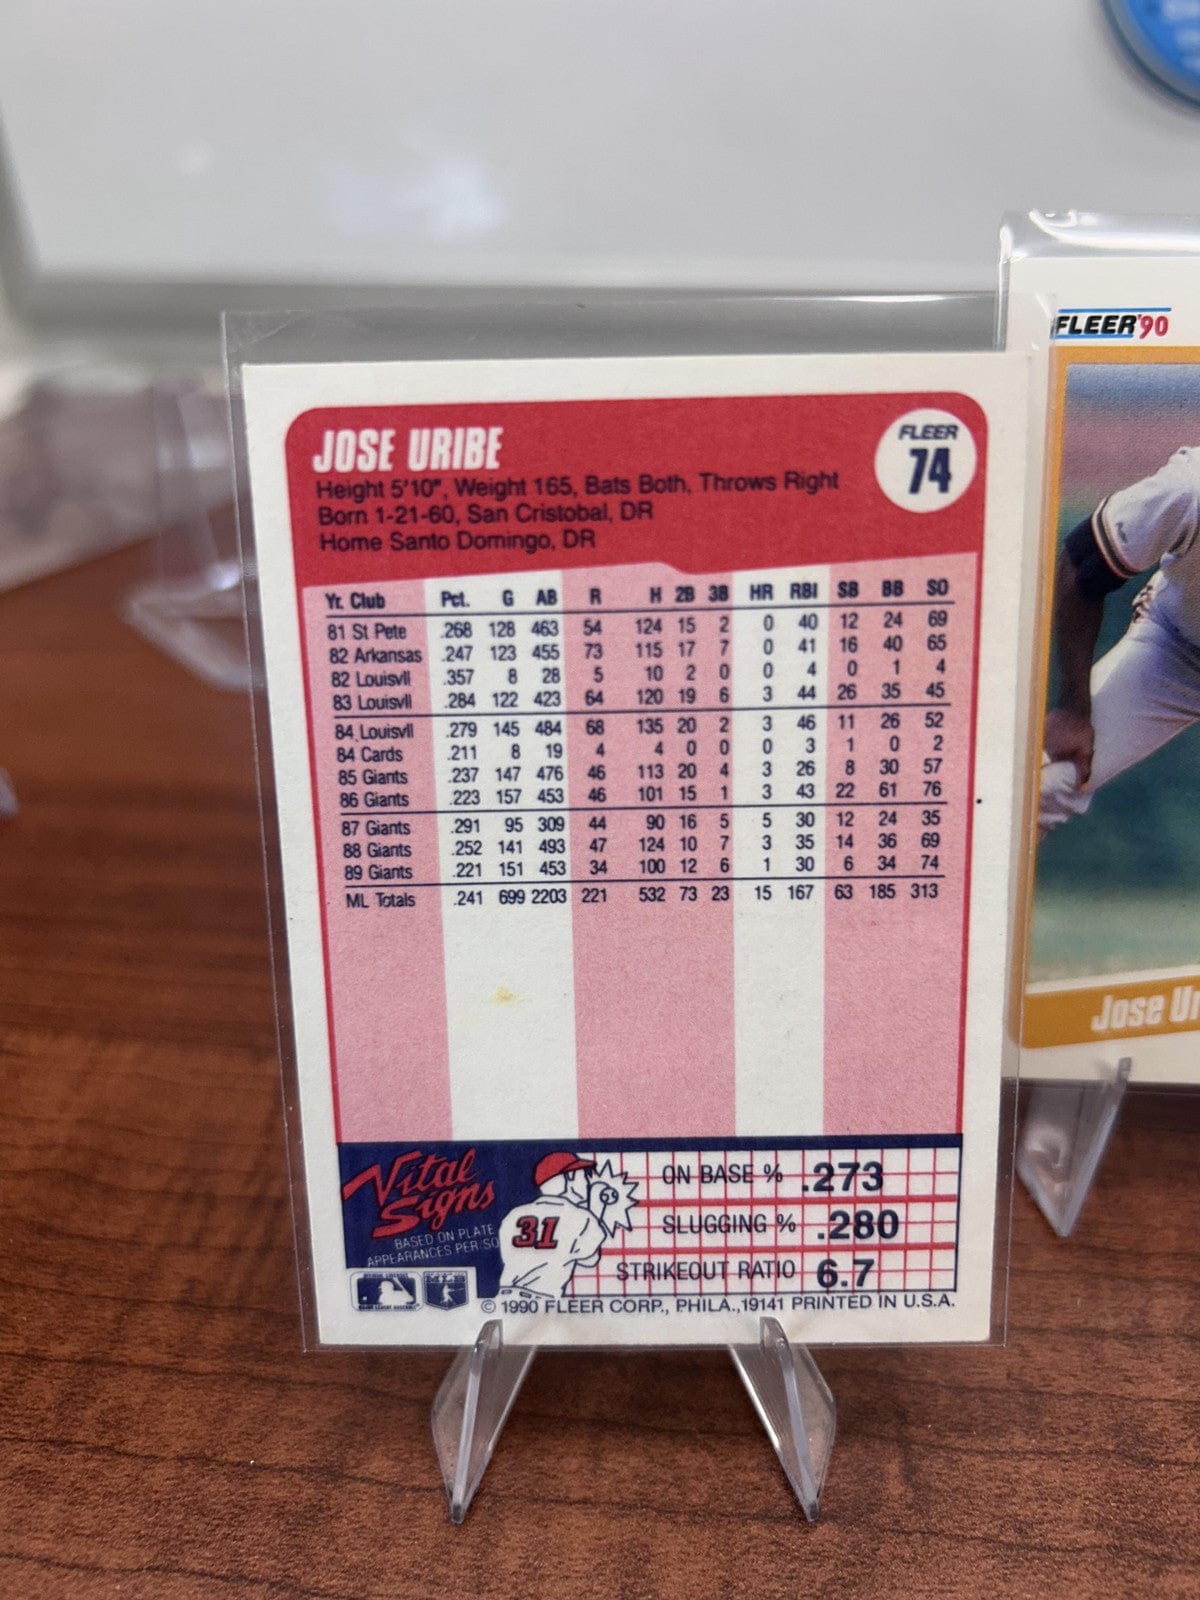 JOSE URIBE
FLEER
74
Height 5'10", Weight 165, Bats Both, Throws Right
Born 1-21-60, San Cristobal, DR
Home Santo Domingo, DR
Yr. Club Pct. G AB R H 2B 3B HR RBI SB BB SO
81 St Pete .268 128 463 54 124 15 2 0 40 12 24 69
82 Arkansas .247 123 455 73 115 17 7 0 41 16 40 65
82 Louisvll .357 8 28 5 10 2 0 0 4 0 1 4
83 Louisvll .284 122 423 64 120 19 6 3 44 26 35 45
84 Louisvll .279 145 484 68 135 20 2 3 46 11 26 52
84 Cards .211 8 19 4 4 0 0 0 3 1 0 2
85 Giants .237 147 476 46 113 20 4 3 26 8 30 57
86 Giants .223 157 453 46 101 15 1 3 43 22 61 76
87 Giants .291 95 309 44 90 16 5 5 30 12 24 35
88 Giants .252 141 493 47 124 10 7 3 35 14 36 69
89 Giants .221 151 453 34 100 12 6 1 30 6 34 74
ML Totals .241 699 2203 221 532 73 23 15 167 63 185 313
Vital
Signs
BASED ON PLATE
APPEARANCES PER SO
31
ON BASE % .273
SLUGGING % .280
STRIKEOUT RATIO 6.7
© 1990 FLEER CORP., PHILA.,19141 PRINTED IN U.S.A.
FLEER'90
Jose Ur